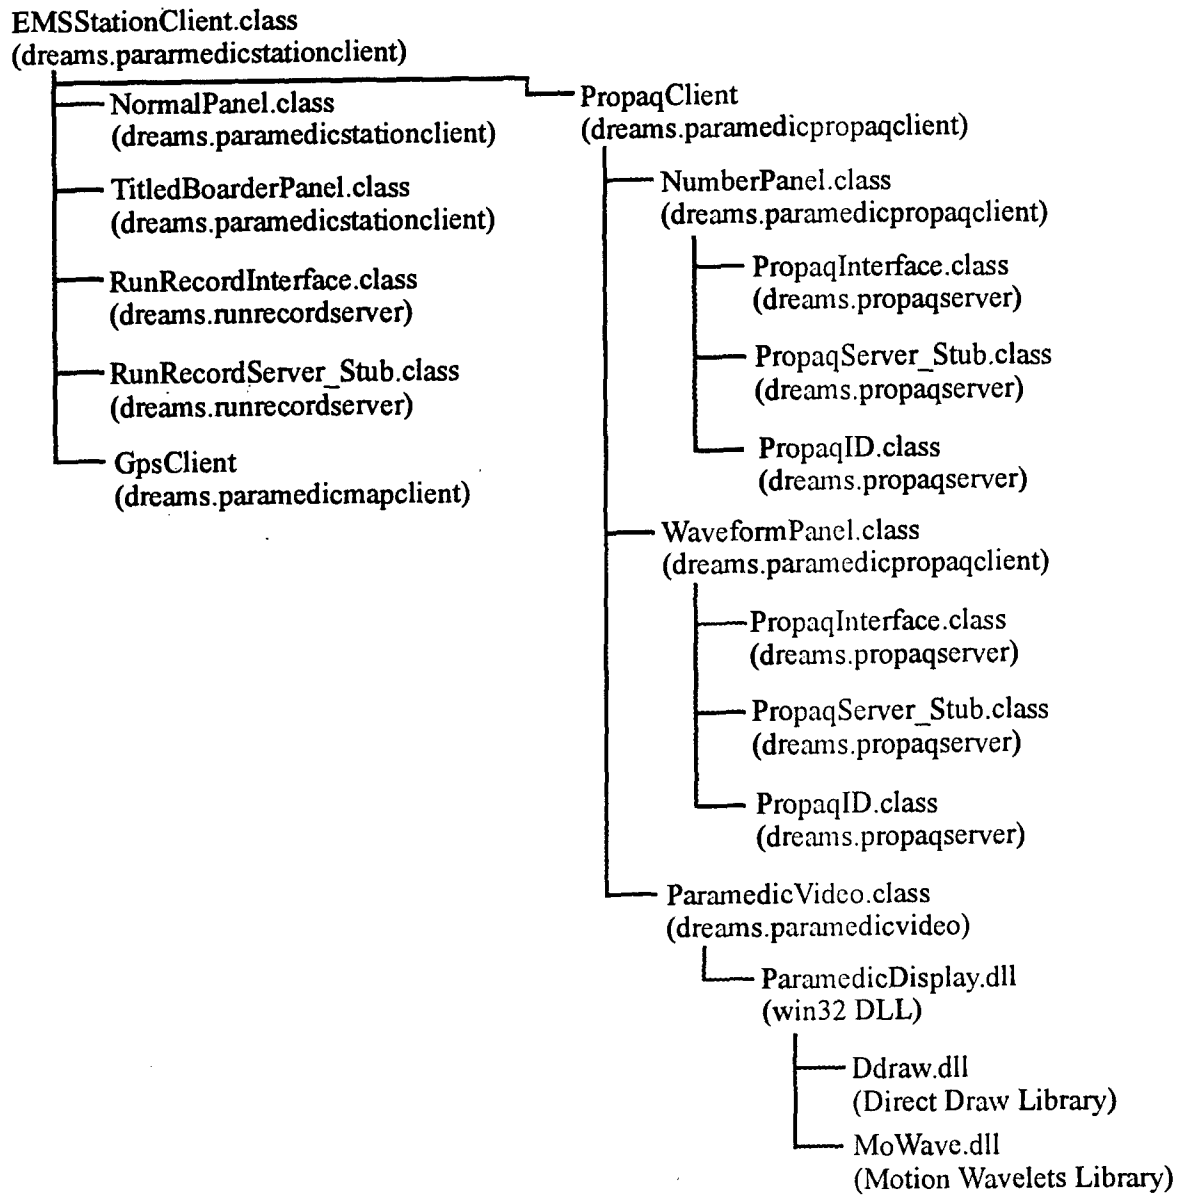 EMSStationClient.class
(dreams.pararmedicstationclient)
NormalPanel.class
(dreams.paramedicstationclient)
TitledBoarderPanel.class
(dreams.paramedicstationclient)
RunRecordInterface.class
(dreams.runrecordserver)
RunRecordServer_Stub.class
(dreams.runrecordserver)
GpsClient
(dreams.paramedicmapclient)
PropaqClient
(dreams.paramedicpropaqclient)
NumberPanel.class
(dreams.paramedicpropaqclient)
PropaqInterface.class
(dreams.propaqserver)
PropaqServer_Stub.class
(dreams.propaqserver)
PropaqID.class
(dreams.propaqserver)
WaveformPanel.class
(dreams.paramedicpropaqclient)
PropaqInterface.class
(dreams.propaqserver)
PropaqServer_Stub.class
(dreams.propaqserver)
PropaqID.class
(dreams.propaqserver)
ParamedicVideo.class
(dreams.paramedicvideo)
ParamedicDisplay.dll
(win32 DLL)
Ddraw.dll
(Direct Draw Library)
MoWave.dll
(Motion Wavelets Library)